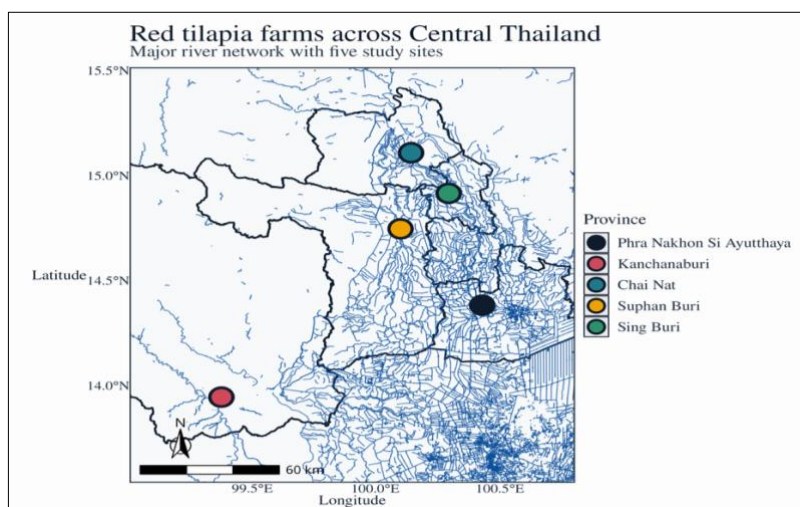 Red tilapia farms across Central Thailand
Major river network with five study sites
15.5°N
15.0°N
Latitude
14.5°N
14.0°N
N
60 km
99.5°E
100.0°E
100.5°E
Longitude
Province
Phra Nakhon Si Ayutthaya
Kanchanaburi
Chai Nat
Suphan Buri
Sing Buri